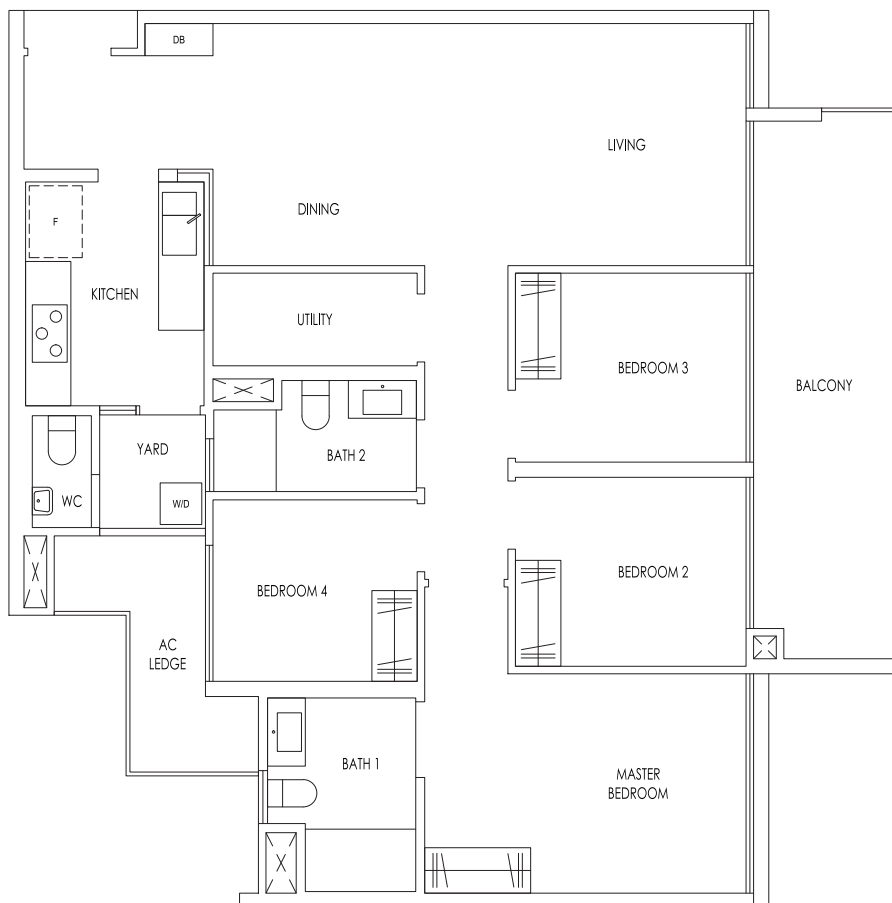 DB
LIVING
DINING
F
KITCHEN
UTILITY
BEDROOM 3
BALCONY
YARD
BATH 2
WC
W/D
BEDROOM 2
BEDROOM 4
AC
LEDGE
BATH 1
MASTER
BEDROOM